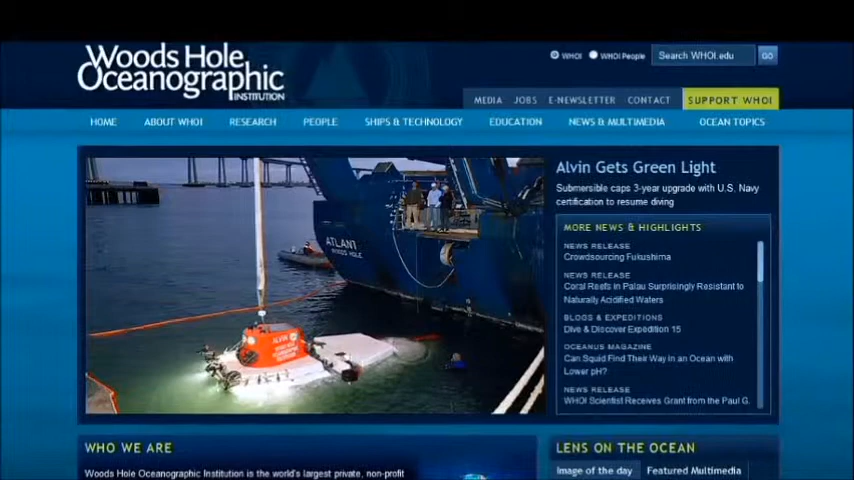 Woods Hole
Oceanographic
INSTITUTION
WHOI
WHOI People
Search WHOI.edu
GO
MEDIA JOBS E-NEWSLETTER CONTACT SUPPORT WHOI
HOME ABOUT WHOI RESEARCH PEOPLE SHIPS & TECHNOLOGY EDUCATION NEWS & MULTIMEDIA OCEAN TOPICS
ATLANT
WOODS HOLE
ALVIN
Alvin Gets Green Light
Submersible caps 3-year upgrade with U.S. Navy
certification to resume diving
MORE NEWS & HIGHLIGHTS
NEWS RELEASE
Crowdsourcing Fukushima
NEWS RELEASE
Coral Reefs in Palau Surprisingly Resistant to
Naturally Acidified Waters
BLOGS & EXPEDITIONS
Dive & Discover Expedition 15
OCEANUS MAGAZINE
Can Squid Find Their Way in an Ocean with
Lower pH?
NEWS RELEASE
WHOI Scientist Receives Grant from the Paul G.
WHO WE ARE
Woods Hole Oceanographic Institution is the world's largest private, non-profit
LENS ON THE OCEAN
Image of the day Featured Multimedia